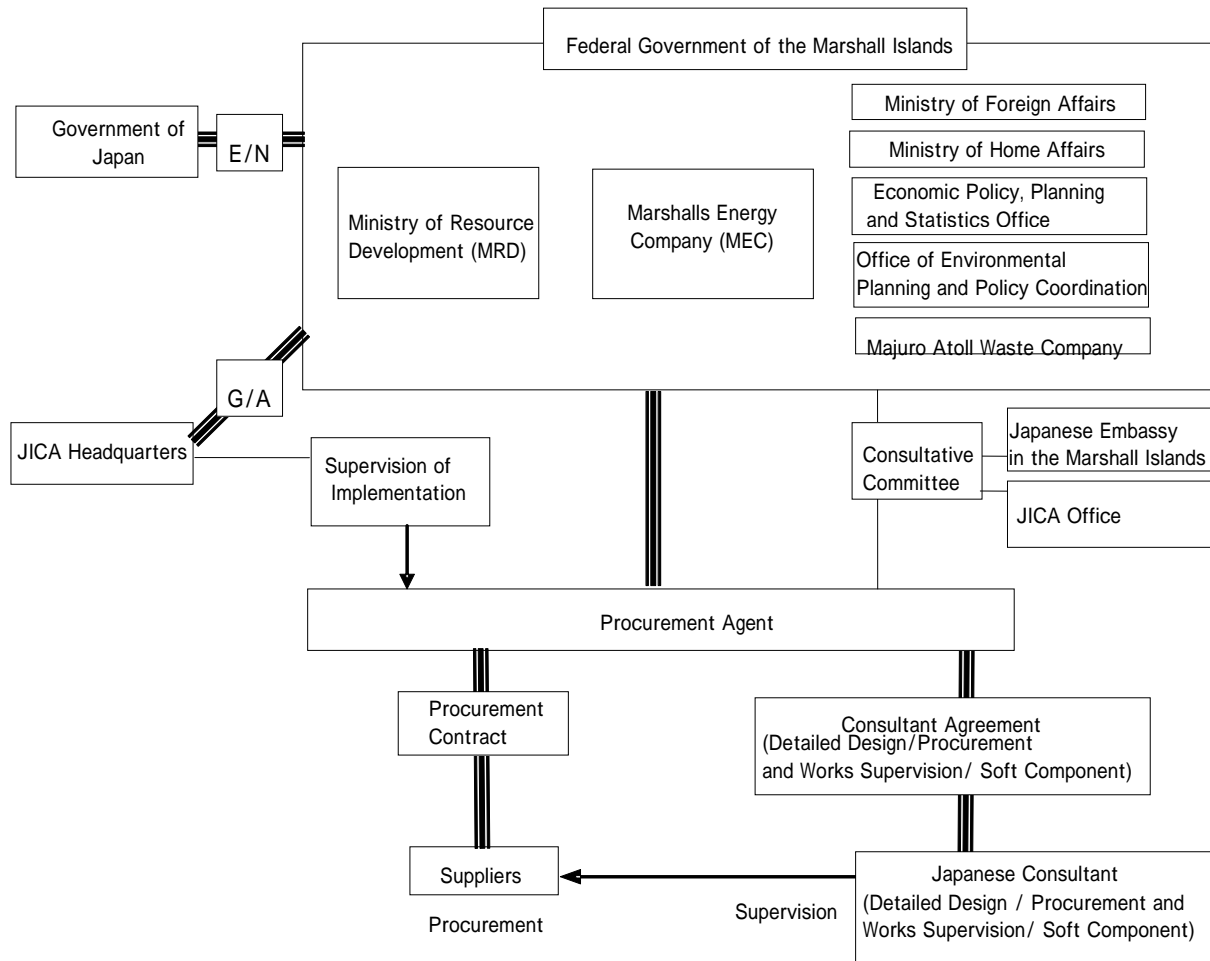 Federal Government of the Marshall Islands
Government of
Japan
E/N
Ministry of Resource
Development (MRD)
Marshalls Energy
Company (MEC)
Ministry of Foreign Affairs
Ministry of Home Affairs
Economic Policy, Planning
and Statistics Office
Office of Environmental
Planning and Policy Coordination
Majuro Atoll Waste Company
G/A
JICA Headquarters
Supervision of
Implementation
Consultative
Committee
Japanese Embassy
in the Marshall Islands
JICA Office
Procurement Agent
Procurement
Contract
Consultant Agreement
(Detailed Design/Procurement
and Works Supervision/ Soft Component)
Suppliers
Procurement
Supervision
Japanese Consultant
(Detailed Design / Procurement and
Works Supervision/ Soft Component)